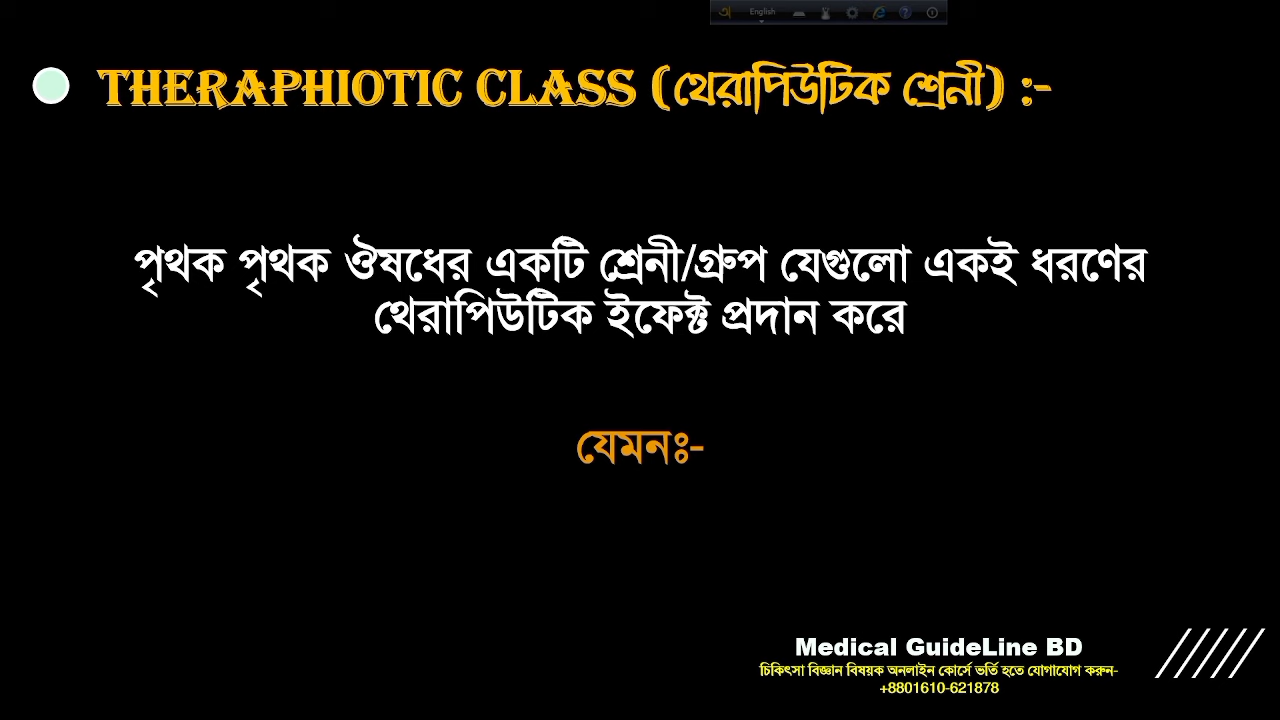 অ English
THERAPHIOTIC CLASS (থেরাপিউটিক শ্রেনী) :-
পৃথক পৃথক ঔষধের একটি শ্রেনী/গ্রুপ যেগুলো একই ধরণের
থেরাপিউটিক ইফেক্ট প্রদান করে
যেমনঃ-
Medical GuideLine BD
চিকিৎসা বিজ্ঞান বিষয়ক অনলাইন কোর্সে ভর্তি হতে যোগাযোগ করুন-
+8801610-621878